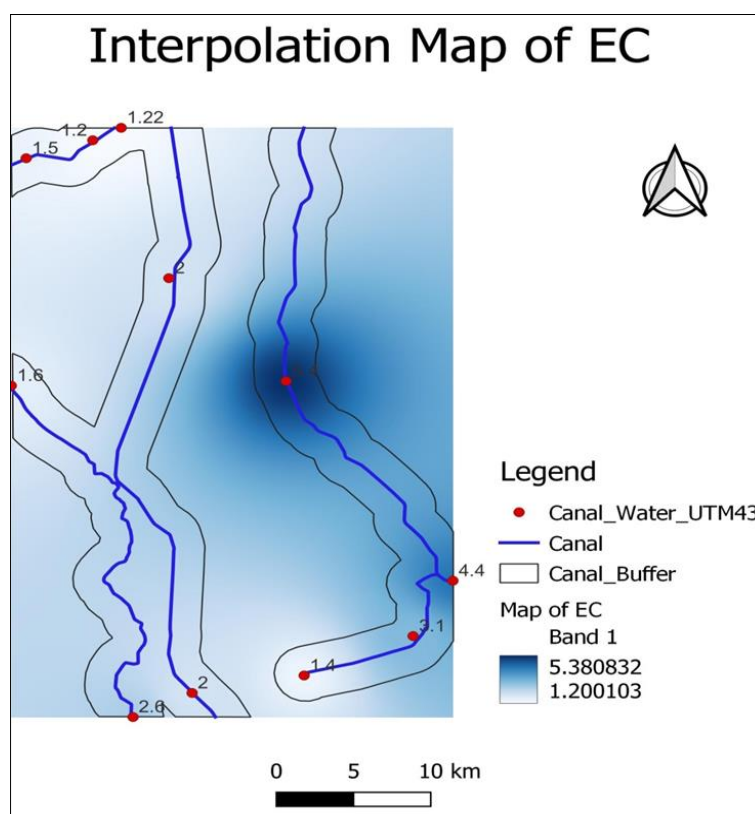 Interpolation Map of EC
1.22
1.2
1.5
2
1.6
4.4
3.1
1.4
2
2.6
Legend
Canal_Water_UTM43
Canal
Canal_Buffer
Map of EC
Band 1
5.380832
1.200103
0 5 10 km